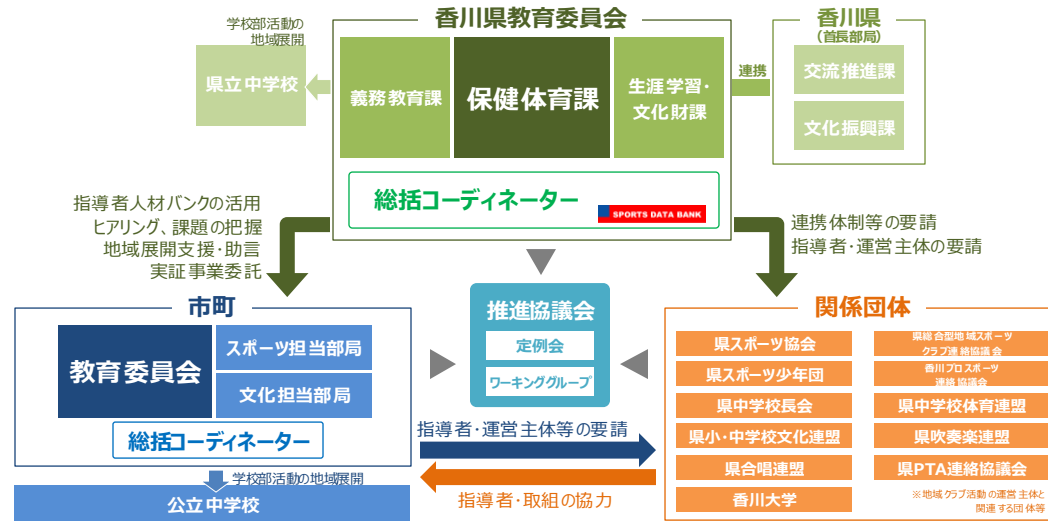 香川県教育委員会
学校部活動の
地域展開
県立中学校
義務教育課
保健体育課
生涯学習・
文化財課
連携
香川県
(首長部局)
交流推進課
文化振興課
総括コーディネーター
SPORTS DATA BANK
指導者人材バンクの活用
ヒアリング、課題の把握
地域展開支援・助言
実証事業委託
連携体制等の要請
指導者・運営主体の要請
市町
教育委員会
スポーツ担当部局
文化担当部局
総括コーディネーター
学校部活動の地域展開
公立中学校
推進協議会
定例会
ワーキンググループ
指導者・運営主体等の要請
指導者・取組の協力
関係団体
県スポーツ協会
県総合型地域スポーツ
クラブ連絡協議会
県スポーツ少年団
香川プロスポーツ
連絡協議会
県中学校長会
県中学校体育連盟
県小・中学校文化連盟
県吹奏楽連盟
県合唱連盟
県PTA連絡協議会
香川大学
※地域クラブ活動の運営主体と
関連する団体等